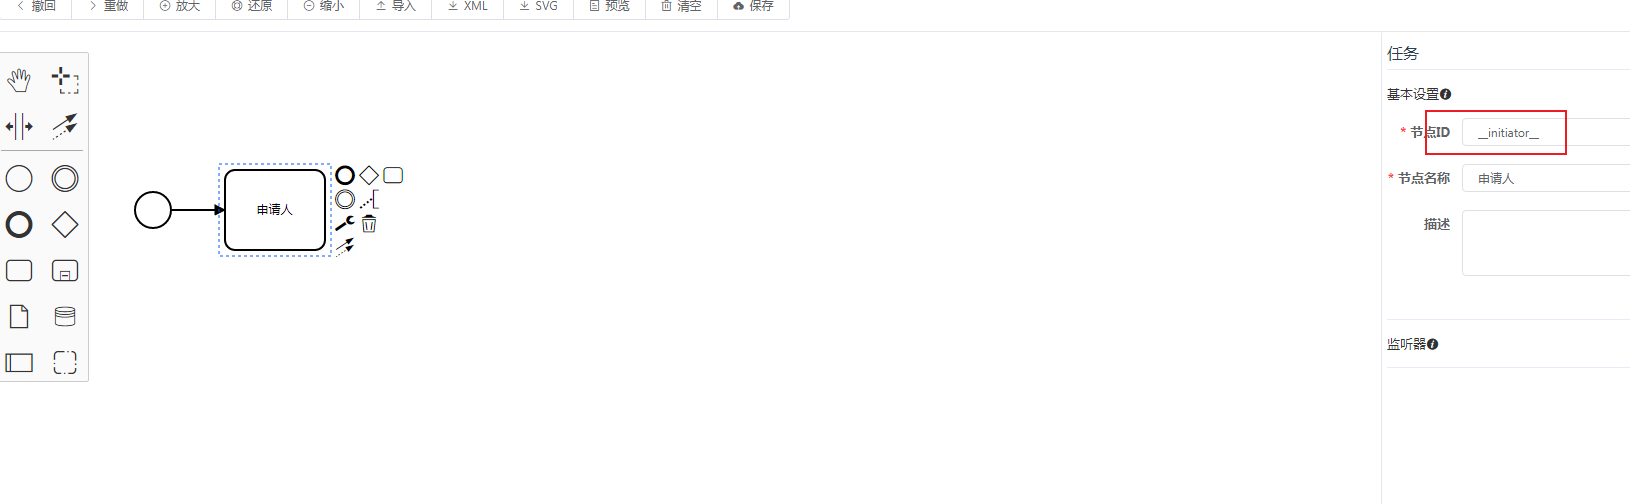 撤回 重做 放大 还原 缩小 导入 XML SVG 预览 清空 保存
任务
基本设置
* 节点ID __initiator__
* 节点名称 申请人
描述
申请人
监听器